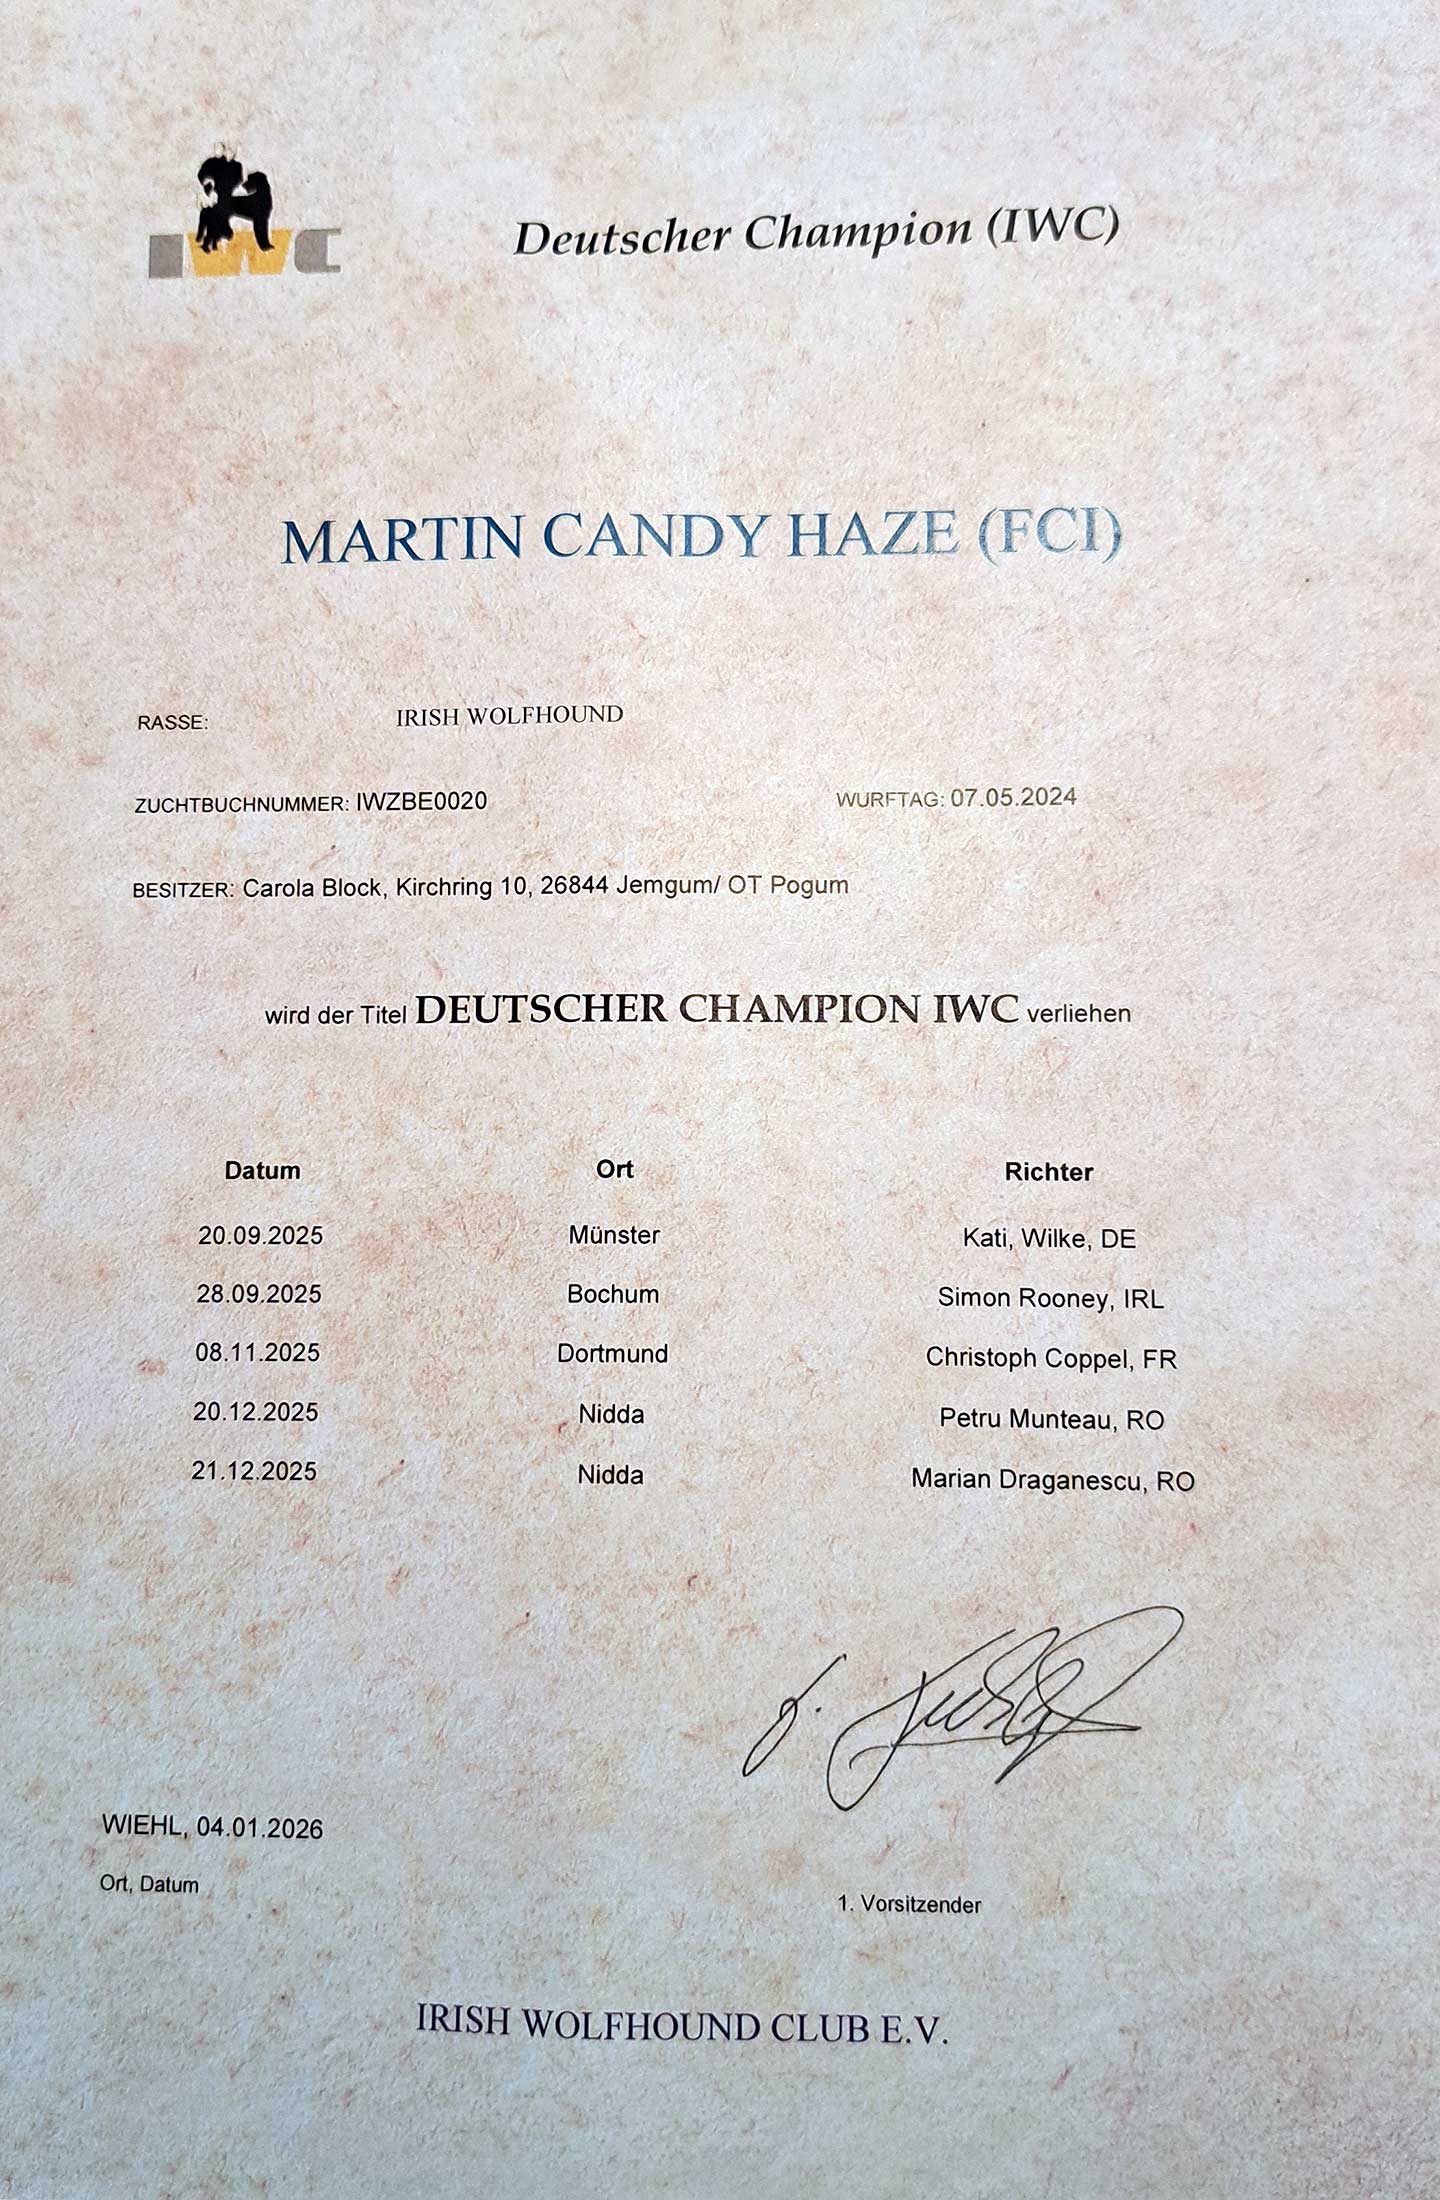 IWC
Deutscher Champion (IWC)
MARTIN CANDY HAZE (FCI)
RASSE: IRISH WOLFHOUND
ZUCHTBUCHNUMMER: IWZBE0020 WURFTAG: 07.05.2024
BESITZER: Carola Block, Kirchring 10, 26844 Jemgum/ OT Pogum
wird der Titel DEUTSCHER CHAMPION IWC verliehen
Datum Ort Richter
20.09.2025 Münster Kati, Wilke, DE
28.09.2025 Bochum Simon Rooney, IRL
08.11.2025 Dortmund Christoph Coppel, FR
20.12.2025 Nidda Petru Munteau, RO
21.12.2025 Nidda Marian Draganescu, RO
WIEHL, 04.01.2026
Ort, Datum
1. Vorsitzender
IRISH WOLFHOUND CLUB E.V.